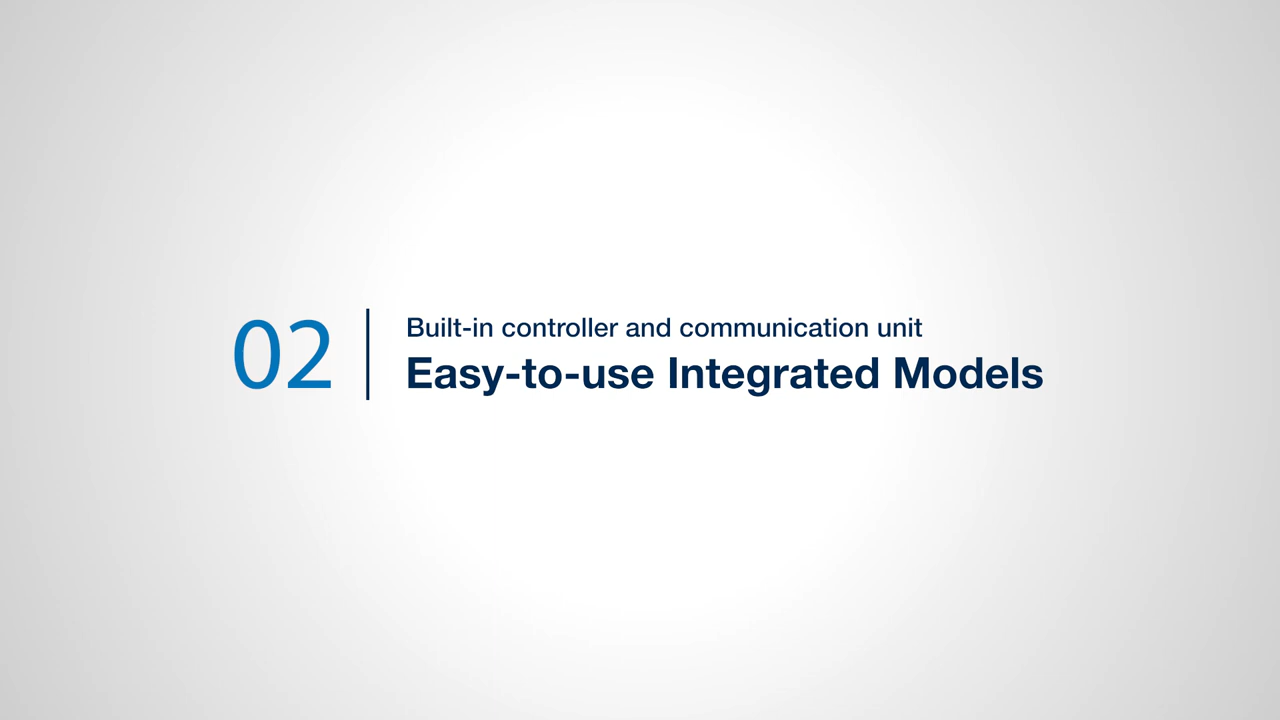 02
Built-in controller and communication unit
Easy-to-use Integrated Models